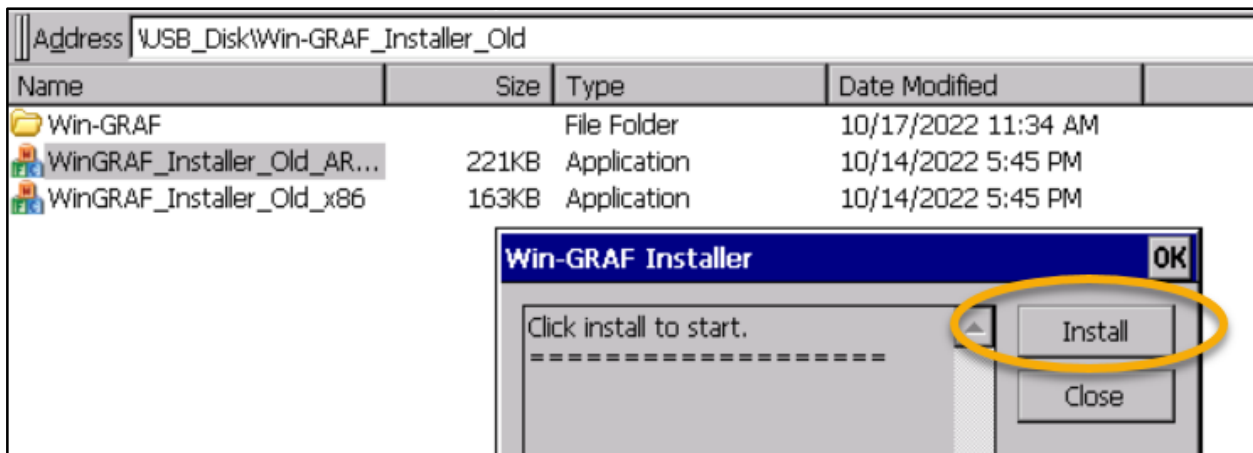 Address \USB_Disk\Win-GRAF_Installer_Old
Name Size Type Date Modified
Win-GRAF File Folder 10/17/2022 11:34 AM
WinGRAF_Installer_Old_AR... 221KB Application 10/14/2022 5:45 PM
WinGRAF_Installer_Old_x86 163KB Application 10/14/2022 5:45 PM
Win-GRAF Installer OK
Click install to start. Install
===================
Close